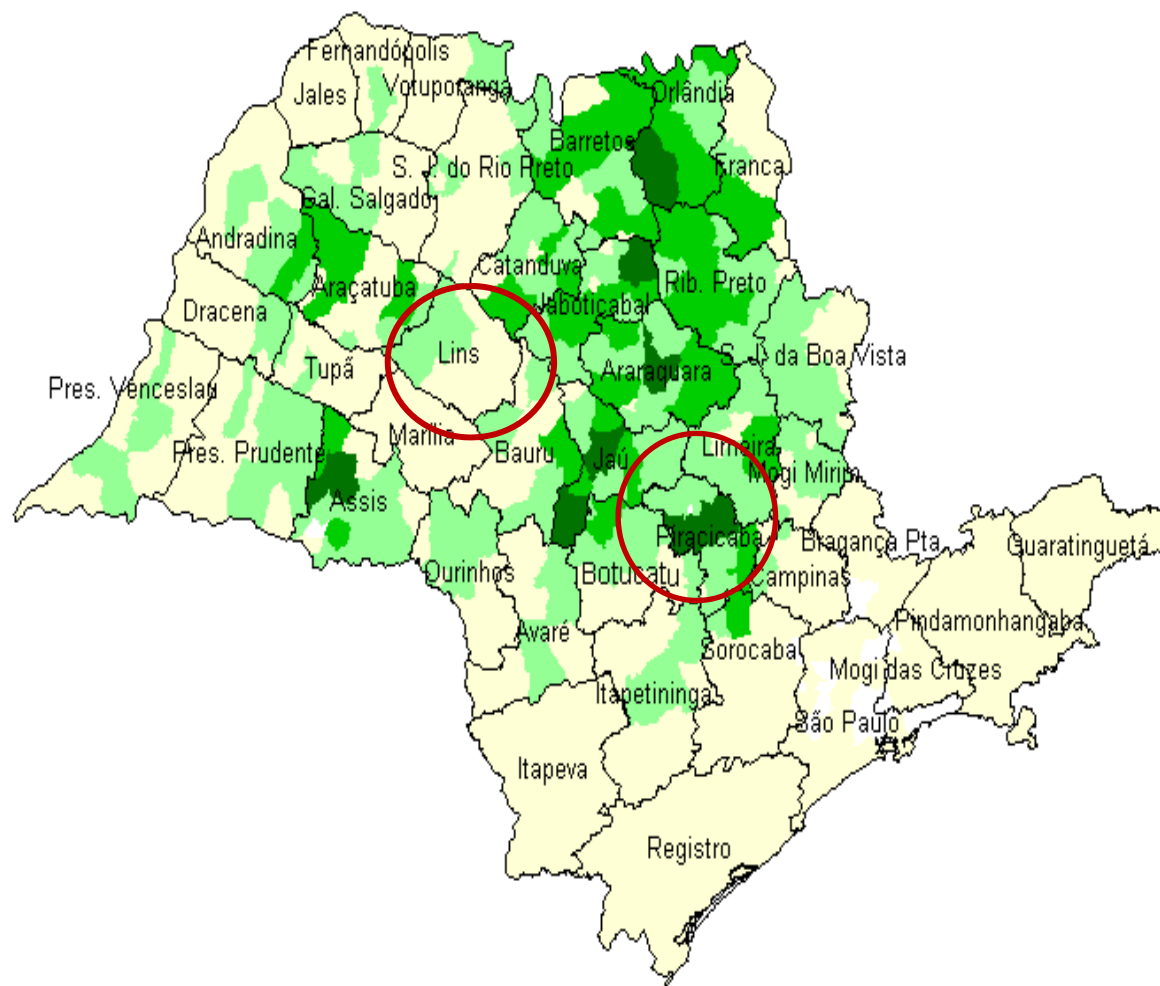 Fernandópolis
Votuporanga
Jales
Orlândia
Barretos
S. J. do Rio Preto
Franca
Gal. Salgado
Andradina
Catanduva
Araçatuba
Jaboticabal
Rib. Preto
Dracena
Lins
Tupã
Araraquara
S. J. da Boa Vista
Pres. Venceslau
Marília
Pres. Prudente
Bauru
Jaú
Limeira
Mogi Mirim
Assis
Piracicaba
Bragança Pta
Guaratinguetá
Ourinhos
Botucatu
Campinas
Avaré
Pindamonhangaba
Sorocaba
Mogi das Cruzes
Itapetininga
São Paulo
Itapeva
Registro